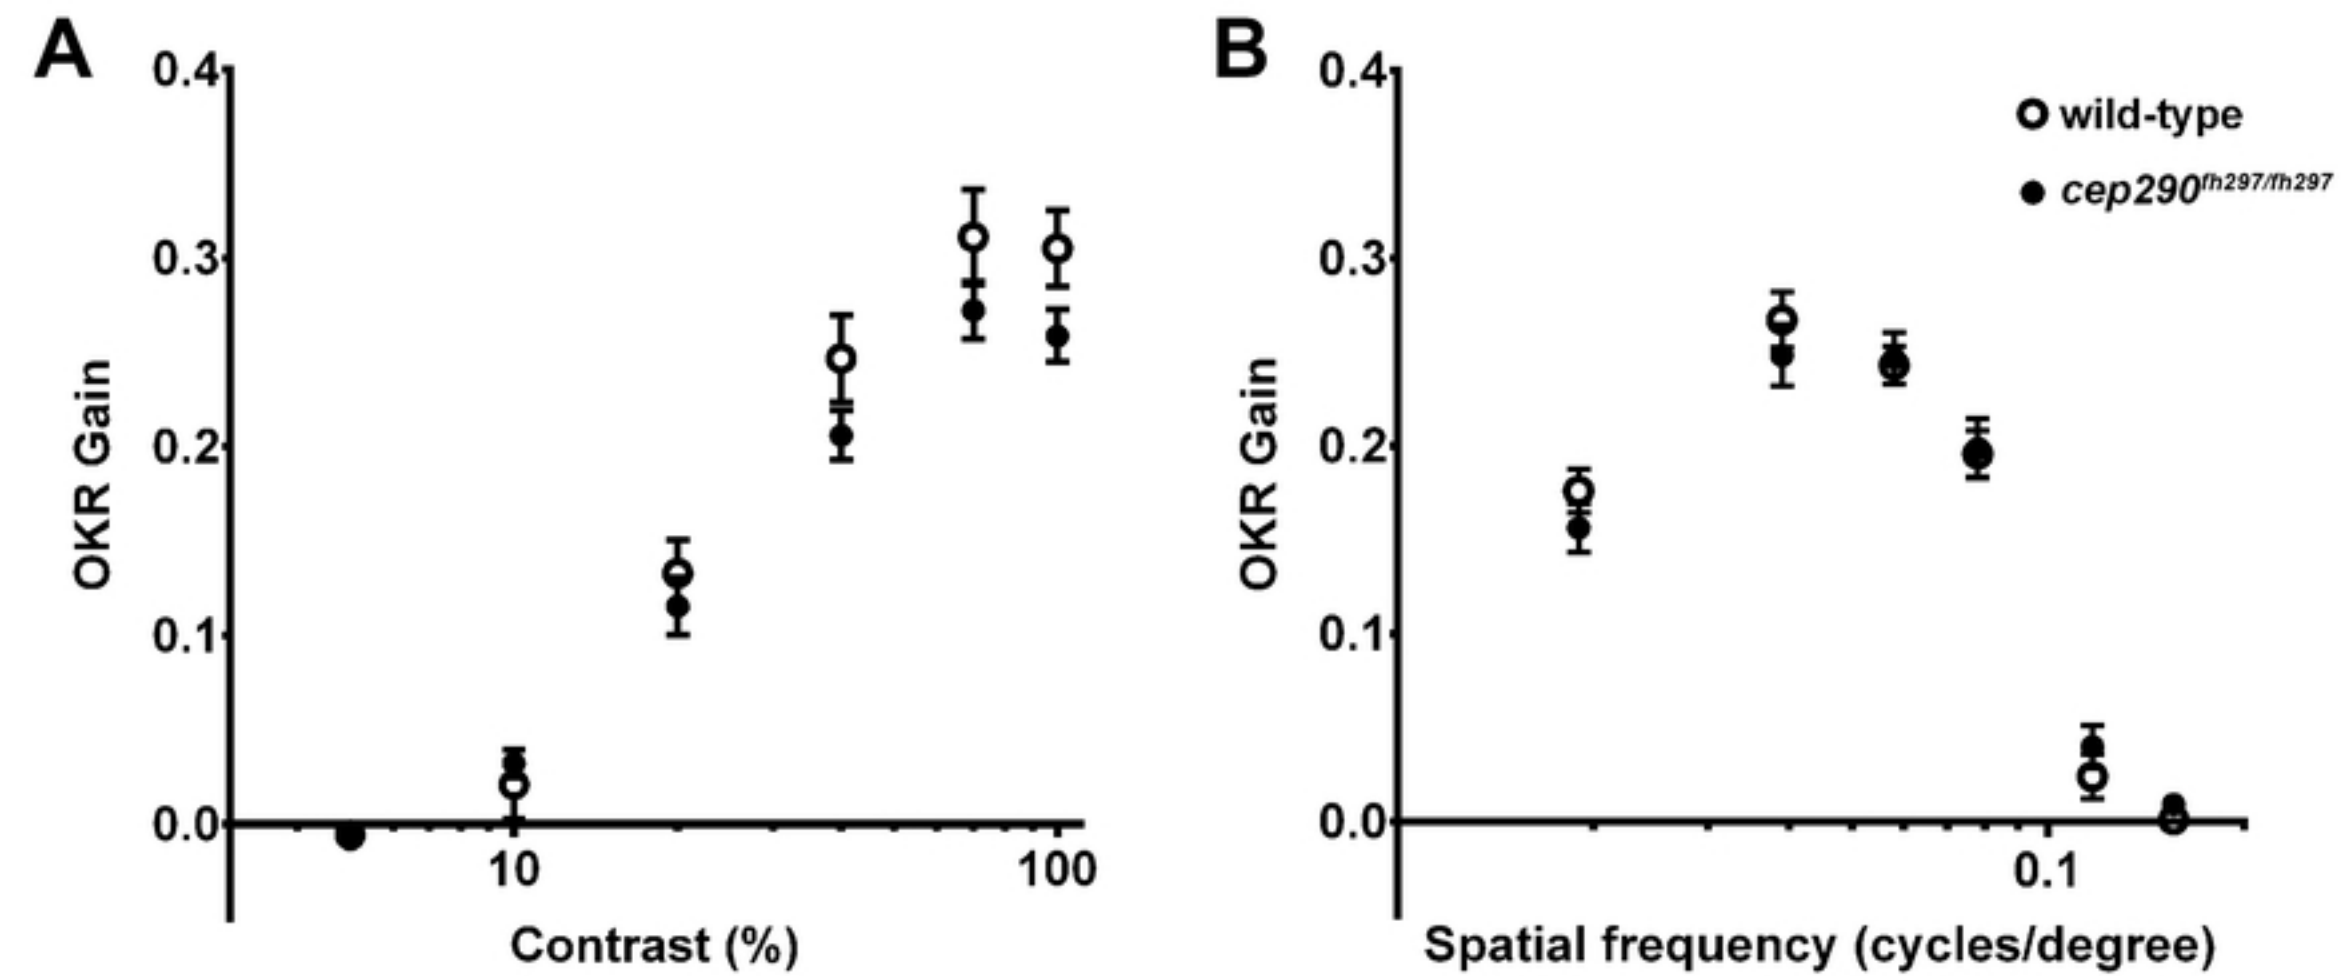 A
0.4
0.3
0.2
0.1
0.0
OKR Gain
10
100
Contrast (%)
B
0.4
0.3
0.2
0.1
0.0
OKR Gain
wild-type
cep290fh297/fh297
0.1
Spatial frequency (cycles/degree)